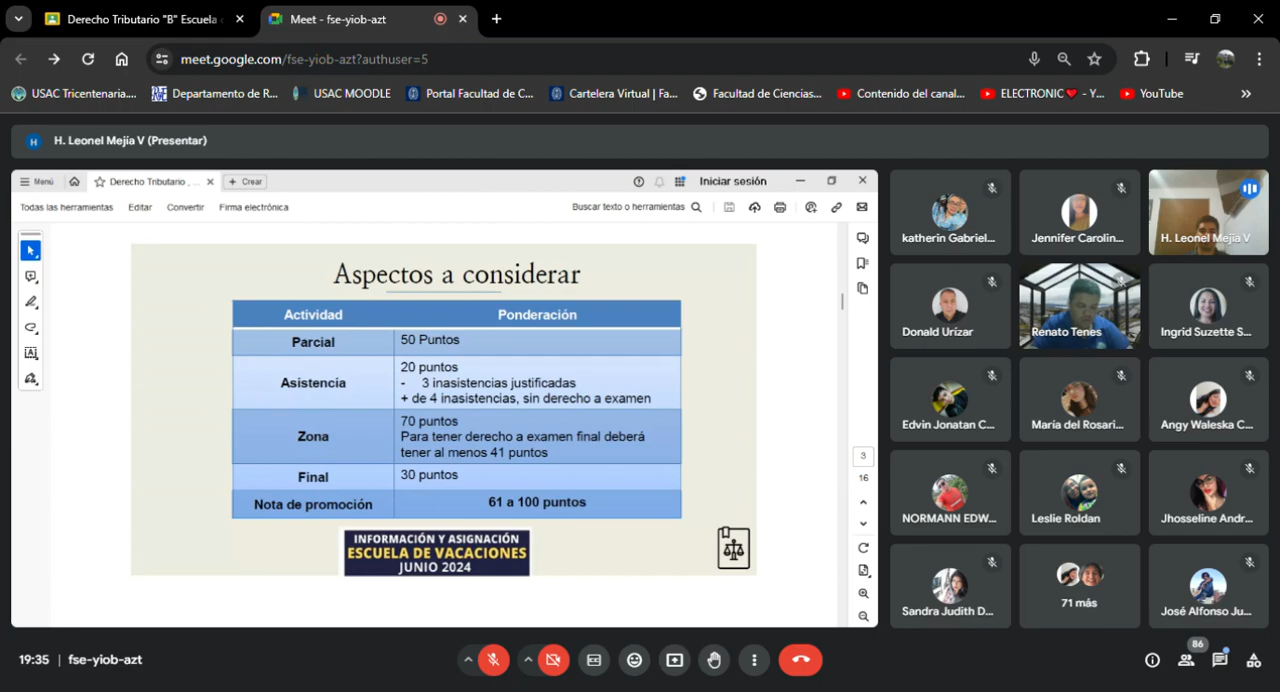 Derecho Tributario "B" Escuela
Meet - fse-yiob-azt
meet.google.com/fse-yiob-azt?authuser=5
USAC Tricentenaria....
Departamento de R...
USAC MOODLE
Portal Facultad de C...
Cartelera Virtual | Fa...
Facultad de Ciencias...
Contenido del canal...
ELECTRONIC❤ - Y...
YouTube
H
H. Leonel Mejía V (Presentar)
Menú
Derecho Tributario , ...
+ Crear
Iniciar sesión
Todas las herramientas
Editar
Convertir
Firma electrónica
Buscar texto o herramientas
Aspectos a considerar
Actividad Ponderación
Parcial 50 Puntos
Asistencia 20 puntos
- 3 inasistencias justificadas
+ de 4 inasistencias, sin derecho a examen
Zona 70 puntos
Para tener derecho a examen final deberá
tener al menos 41 puntos
Final 30 puntos
Nota de promoción 61 a 100 puntos
INFORMACIÓN Y ASIGNACIÓN
ESCUELA DE VACACIONES
JUNIO 2024
3
16
katherin Gabriel...
Jennifer Carolin...
H. Leonel Mejía V
Donald Urízar
Renato Tenes
Ingrid Suzette S...
Edvin Jonatan C...
María del Rosari...
Angy Waleska C...
NORMANN EDW...
Leslie Roldan
Jhosseline Andr...
Sandra Judith D...
71 más
José Alfonso Ju...
19:35 | fse-yiob-azt
86